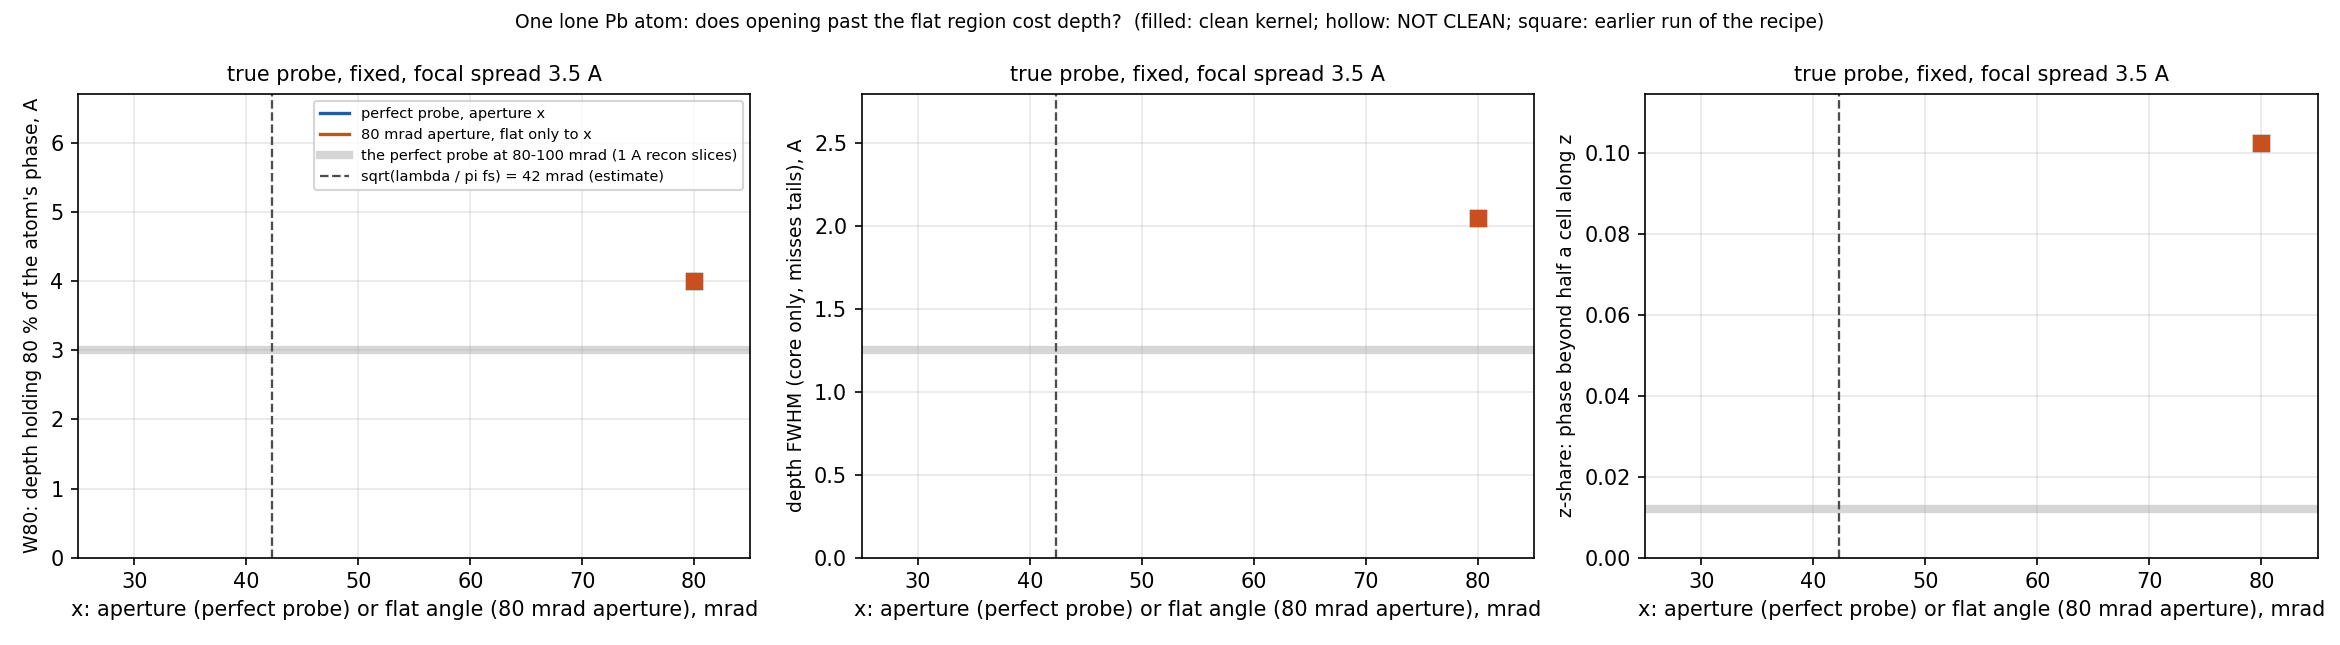 One lone Pb atom: does opening past the flat region cost depth?  (filled: clean kernel; hollow: NOT CLEAN; square: earlier run of the recipe)
true probe, fixed, focal spread 3.5 A
W80: depth holding 80 % of the atom's phase, A
6
5
4
3
2
1
0
perfect probe, aperture x
80 mrad aperture, flat only to x
the perfect probe at 80-100 mrad (1 A recon slices)
sqrt(lambda / pi fs) = 42 mrad (estimate)
30 40 50 60 70 80
x: aperture (perfect probe) or flat angle (80 mrad aperture), mrad
true probe, fixed, focal spread 3.5 A
depth FWHM (core only, misses tails), A
2.5
2.0
1.5
1.0
0.5
0.0
30 40 50 60 70 80
x: aperture (perfect probe) or flat angle (80 mrad aperture), mrad
true probe, fixed, focal spread 3.5 A
z-share: phase beyond half a cell along z
0.10
0.08
0.06
0.04
0.02
0.00
30 40 50 60 70 80
x: aperture (perfect probe) or flat angle (80 mrad aperture), mrad